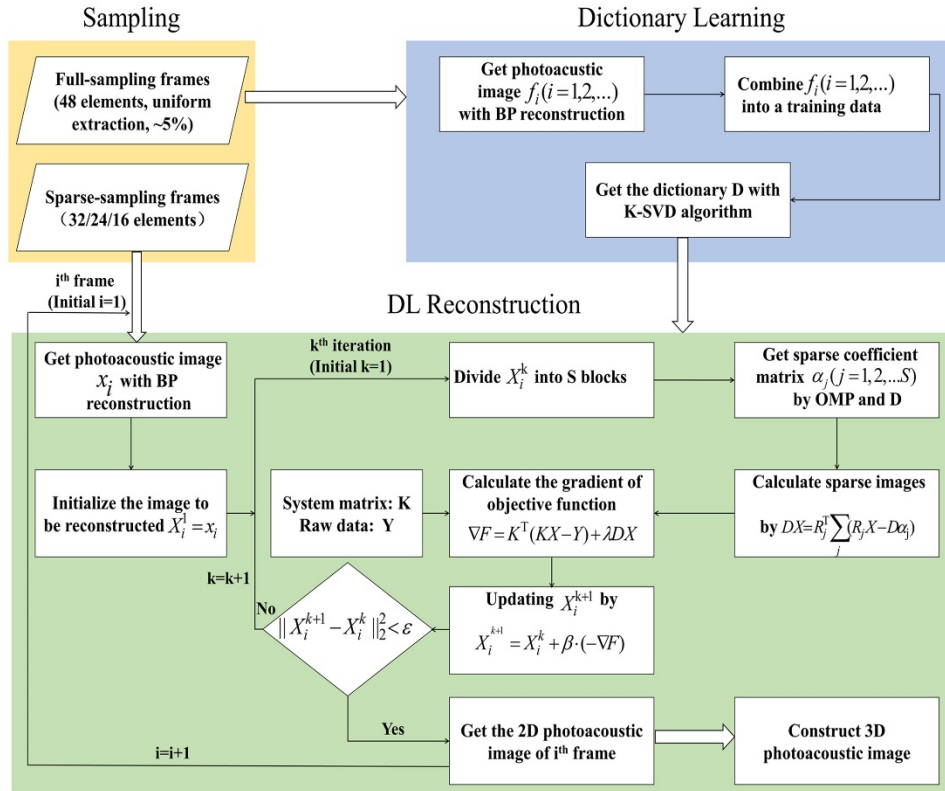 Sampling
Full-sampling frames
(48 elements, uniform
extraction, ~5%)
Sparse-sampling frames
（32/24/16 elements）
Dictionary Learning
Get photoacustic
image f_i(i=1,2,...)
with BP reconstruction
Combine f_i(i=1,2,...)
into a training data
Get the dictionary D with
K-SVD algorithm
i^th frame
(Initial i=1)
DL Reconstruction
Get photoacoustic image
x_i with BP
reconstruction
Initialize the image to
be reconstructed X_i^1=x_i
k^th iteration
(Initial k=1)
Divide X_i^k into S blocks
Get sparse coefficient
matrix α_j(j=1,2,...S)
by OMP and D
Calculate sparse images
by DX=R_j^T∑_j(R_jX-Dα_j)
System matrix: K
Raw data: Y
Calculate the gradient of
objective function
∇F=K^T(KX-Y)+λDX
Updating X_i^{k+1} by
X_i^{k+1}=X_i^k+β·(-∇F)
k=k+1
No
||X_i^{k+1}-X_i^k||_2^2<ε
Yes
i=i+1
Get the 2D photoacoustic
image of i^th frame
Construct 3D
photoacoustic image